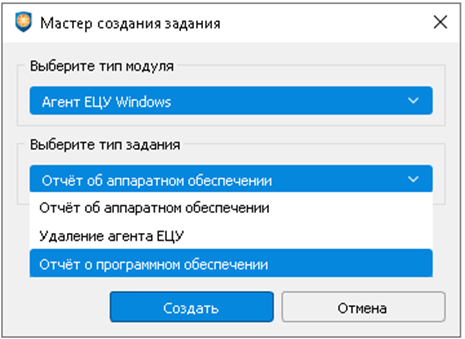 Мастер создания задания
Выберите тип модуля
Агент ЕЦУ Windows
Выберите тип задания
Отчёт об аппаратном обеспечении
Отчёт об аппаратном обеспечении
Удаление агента ЕЦУ
Отчёт о программном обеспечении
Создать Отмена